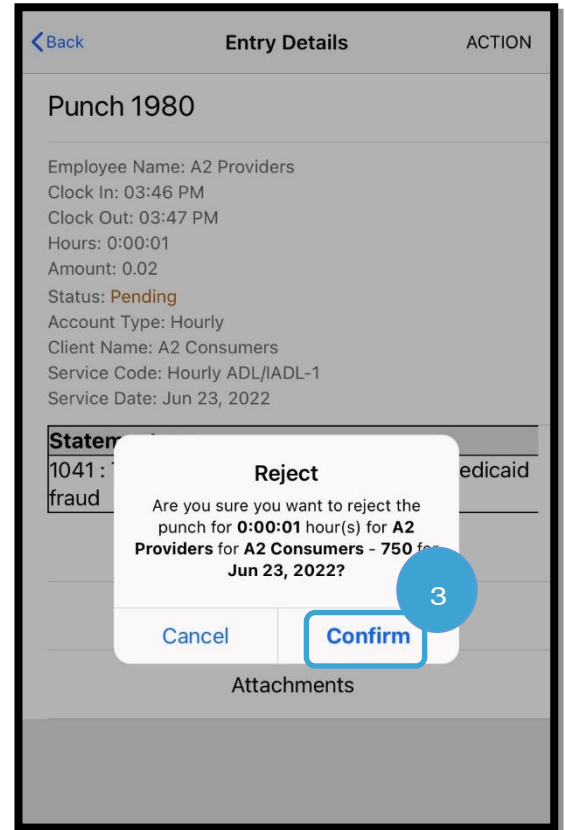 Back Entry Details ACTION
Punch 1980
Employee Name: A2 Providers
Clock In: 03:46 PM
Clock Out: 03:47 PM
Hours: 0:00:01
Amount: 0.02
Status: Pending
Account Type: Hourly
Client Name: A2 Consumers
Service Code: Hourly ADL/IADL-1
Service Date: Jun 23, 2022
1041 : edicaid
fraud
Reject
Are you sure you want to reject the
punch for 0:00:01 hour(s) for A2
Providers for A2 Consumers - 750 for
Jun 23, 2022?
3
Cancel Confirm
Attachments